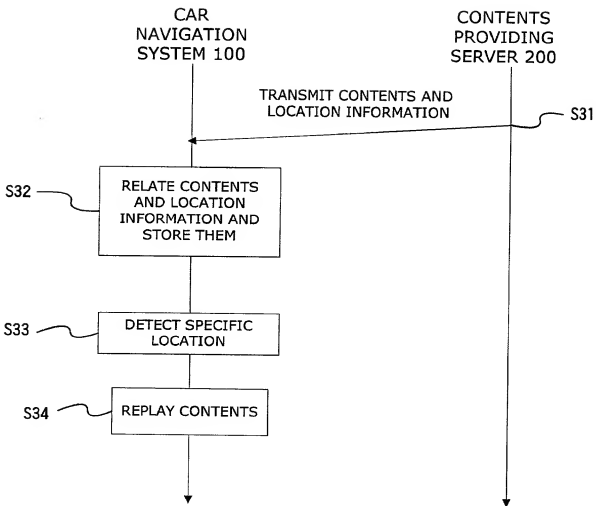 CAR
NAVIGATION
SYSTEM 100
CONTENTS
PROVIDING
SERVER 200
TRANSMIT CONTENTS AND
LOCATION INFORMATION
S31
S32
RELATE CONTENTS
AND LOCATION
INFORMATION AND
STORE THEM
S33
DETECT SPECIFIC
LOCATION
S34
REPLAY CONTENTS